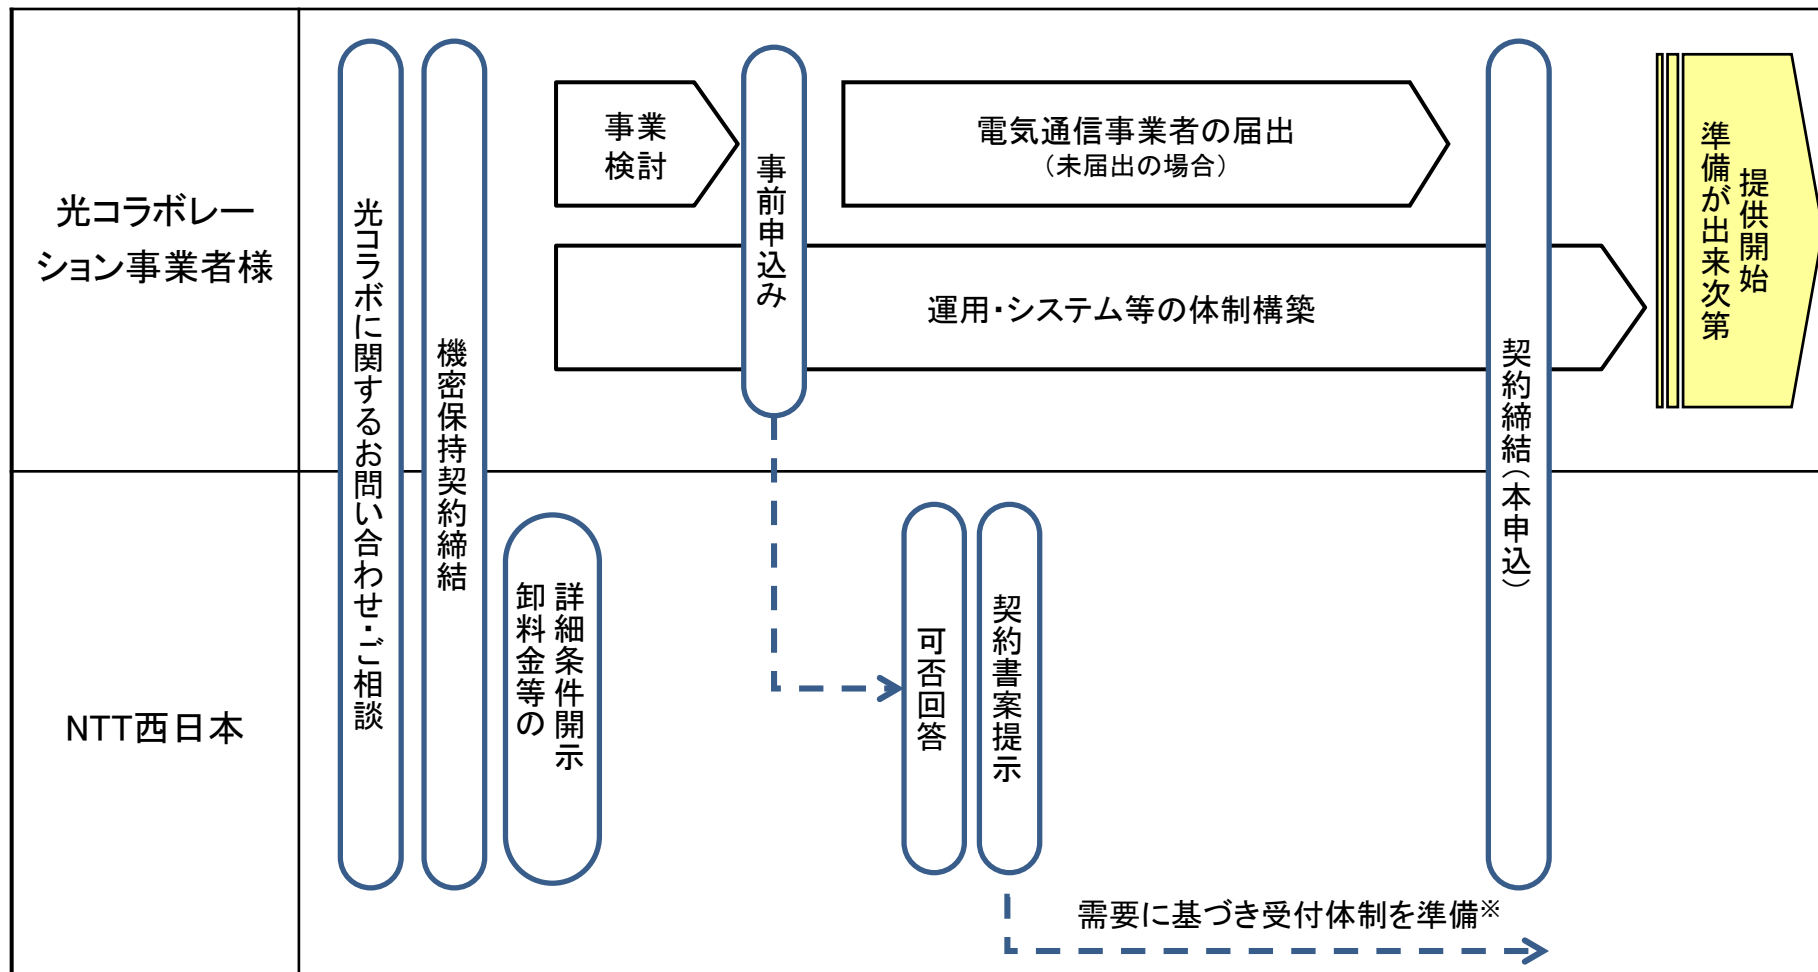 光コラボレー
ション事業者様
NTT西日本
光コラボに関するお問い合わせ・ご相談
機密保持契約締結
卸料金等の
詳細条件開示
事業
検討
事前申込み
電気通信事業者の届出
（未届出の場合）
運用・システム等の体制構築
可否回答
契約書案提示
需要に基づき受付体制を準備※
契約締結（本申込）
準備が出来次第
提供開始